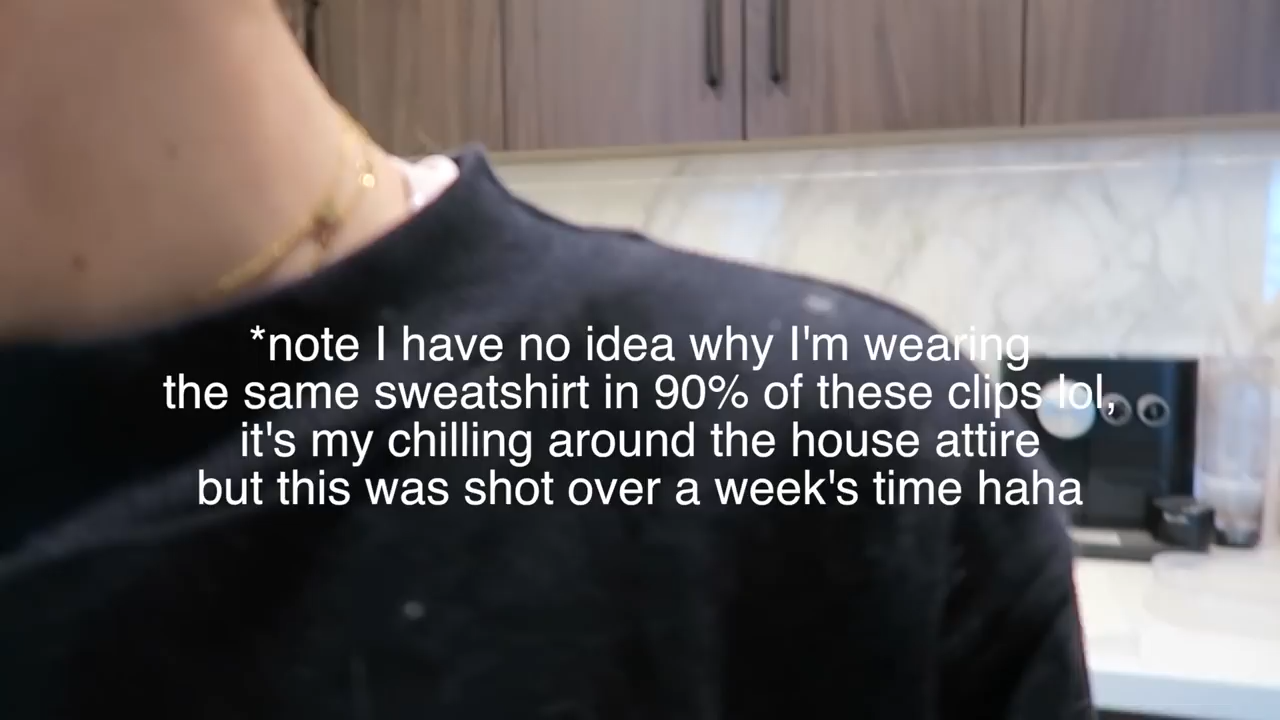 *note I have no idea why I'm wearing
the same sweatshirt in 90% of these clips lol,
it's my chilling around the house attire
but this was shot over a week's time haha